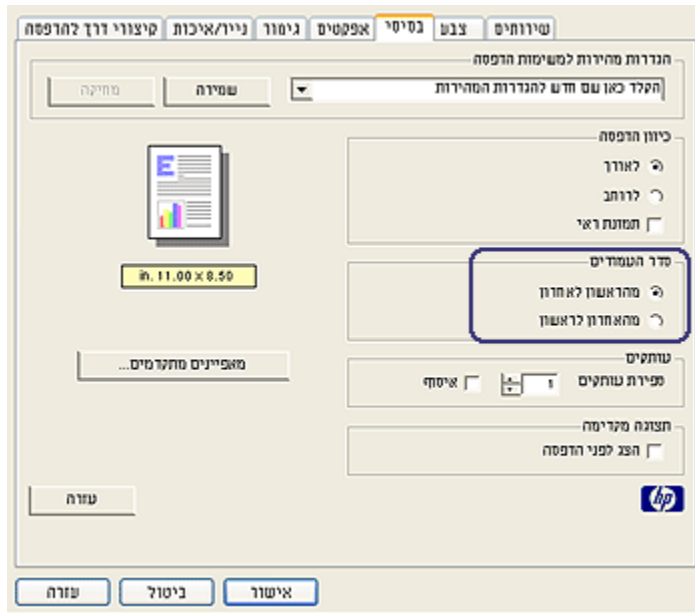 שירותים צבע בסיסי אפקטים גימור נייר/איכות קיצורי דרך להדפסה
הגדרות מהירות למשימות הדפסה
הקלד כאן שם חדש להגדרות המהירות שמירה מחיקה
כיוון הדפסה
לאורך
לרוחב
תמונת ראי
E
in. 11.00 × 8.50
סדר העמודים
מהראשון לאחרון
מהאחרון לראשון
עותקים
ספירת עותקים 1 איסוף
מאפיינים מתקדמים...
תצוגה מקדימה
הצג לפני הדפסה
hp
עזרה
אישור ביטול עזרה